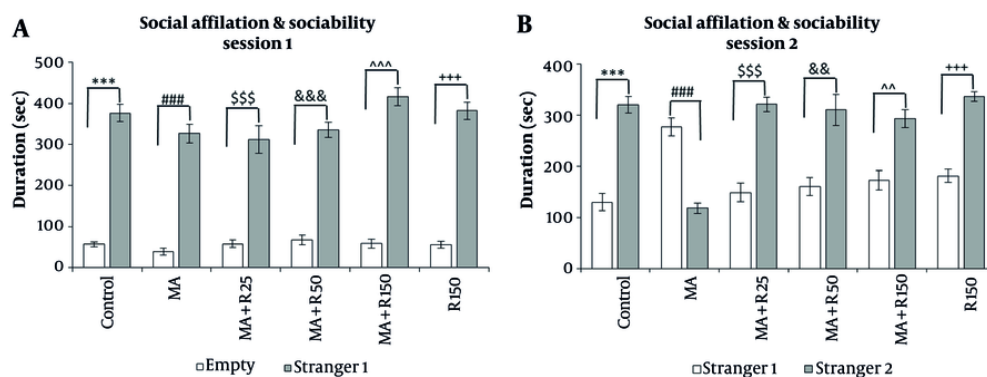 A
Social affilation & sociability
session 1
Duration (sec)
500
400
300
200
100
0
***
###
$$$
&&&
^^^
+++
Control
MA
MA + R25
MA + R50
MA + R150
R150
Empty
Stranger 1
B
Social affilation & sociability
session 2
Duration (sec)
400
300
200
100
0
***
###
$$$
&&
^^
+++
Control
MA
MA + R25
MA + R50
MA + R150
R150
Stranger 1
Stranger 2